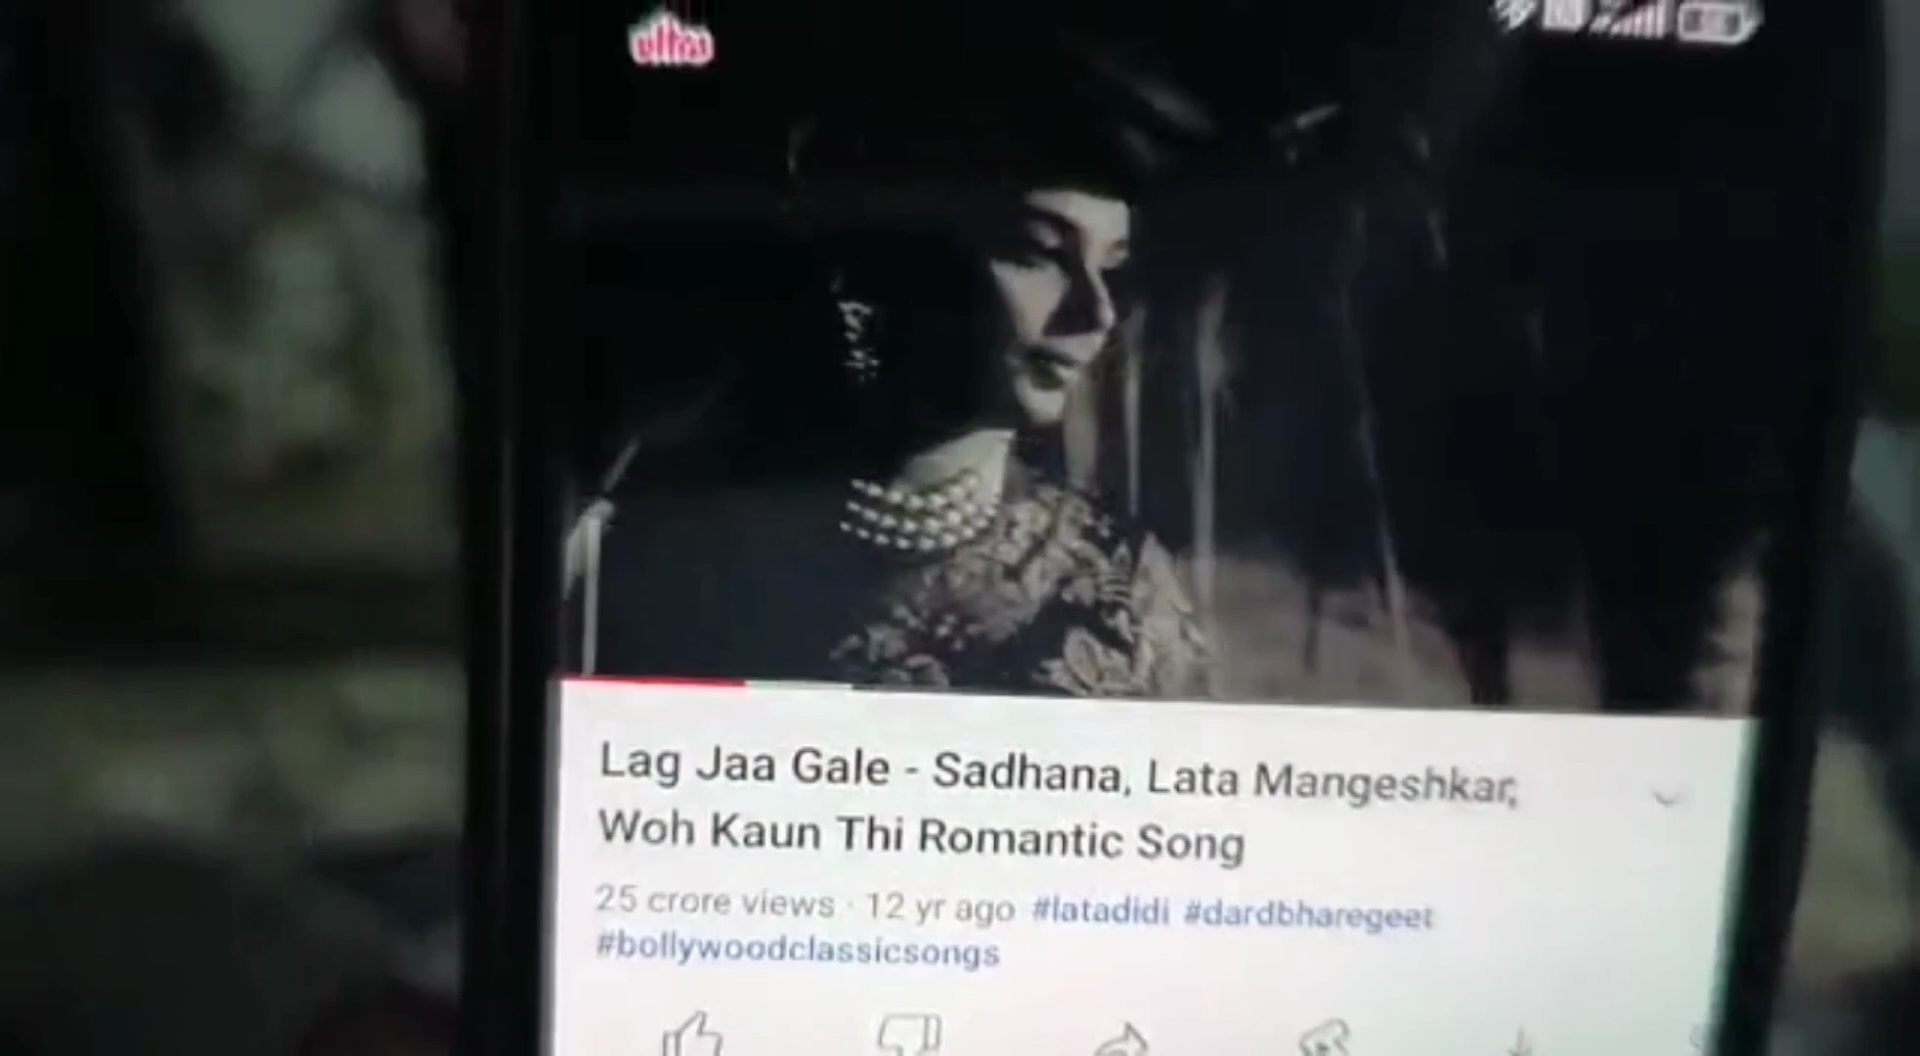 ultra
Lag Jaa Gale - Sadhana, Lata Mangeshkar,
Woh Kaun Thi Romantic Song
25 crore views · 12 yr ago #latadidi #dardbharegeet
#bollywoodclassicsongs